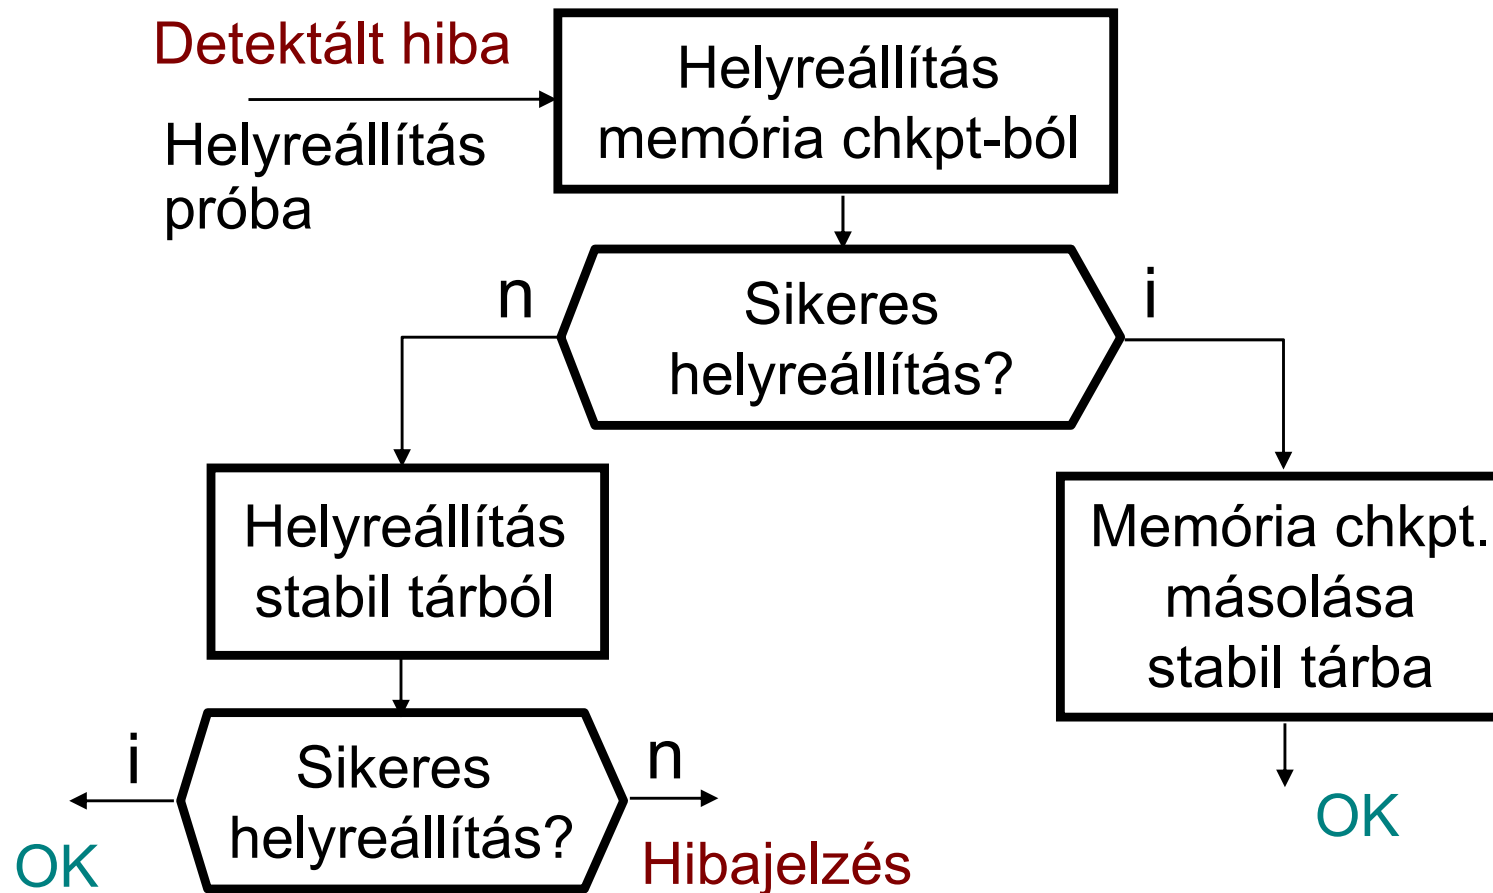 Detektált hiba
Helyreállítás
próba
Helyreállítás
memória chkpt-ból
n
Sikeres
helyreállítás?
i
Helyreállítás
stabil tárból
Memória chkpt.
másolása
stabil tárba
i
Sikeres
helyreállítás?
n
OK
Hibajelzés
OK